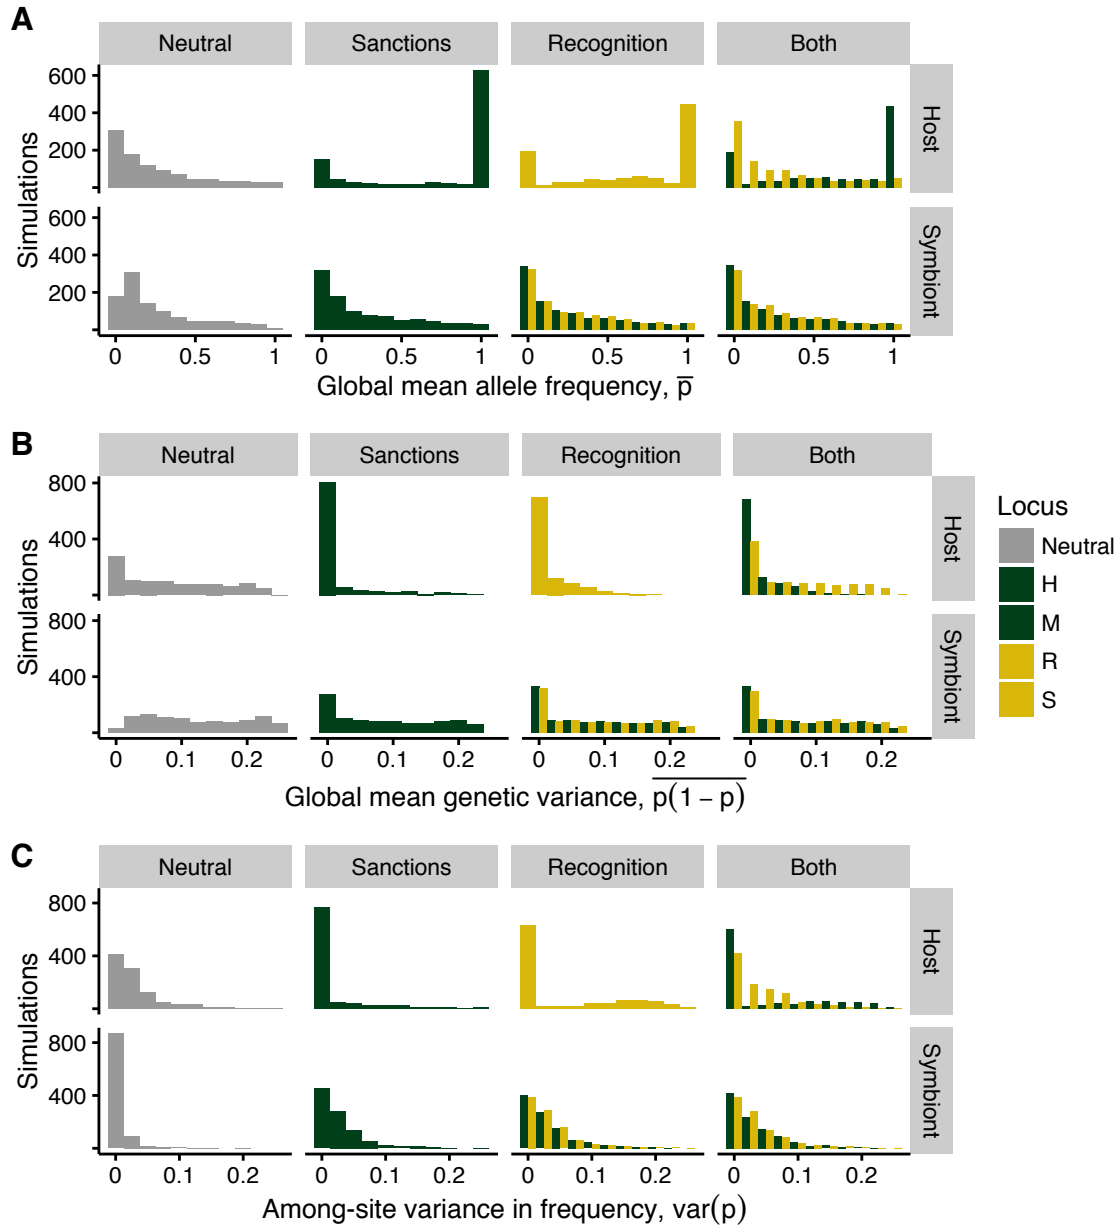 A
Neutral Sanctions Recognition Both
600
400
200
Host
Simulations
600
400
200
Symbiont
0 0.5 1 0 0.5 1 0 0.5 1 0 0.5 1
Global mean allele frequency, p̅
B
Neutral Sanctions Recognition Both
800
400
Host
Simulations
800
400
Symbiont
Simulations
0 0.1 0.2 0 0.1 0.2 0 0.1 0.2 0 0.1 0.2
Global mean genetic variance, p(1 − p)
Locus
Neutral
H
M
R
S
C
Neutral Sanctions Recognition Both
800
400
Host
Simulations
800
400
Symbiont
Simulations
0 0.1 0.2 0 0.1 0.2 0 0.1 0.2 0 0.1 0.2
Among-site variance in frequency, var(p)